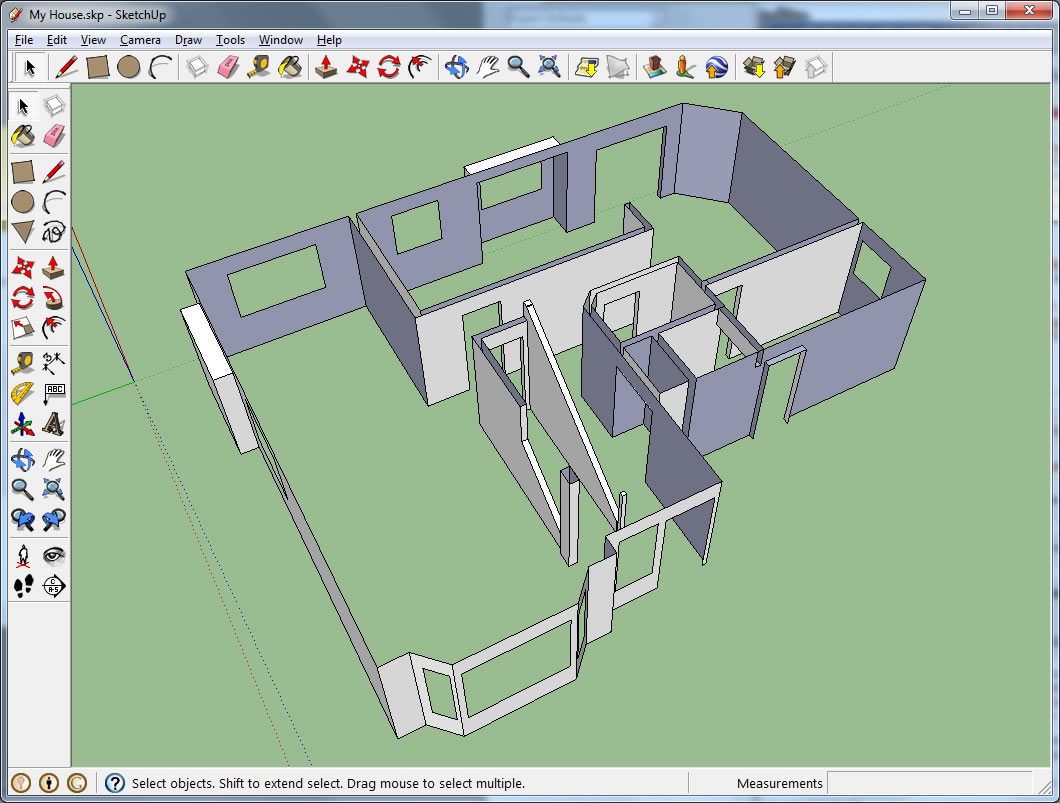 My House.skp - SketchUp
File Edit View Camera Draw Tools Window Help
ABC
C
A-5
Select objects. Shift to extend select. Drag mouse to select multiple.
Measurements